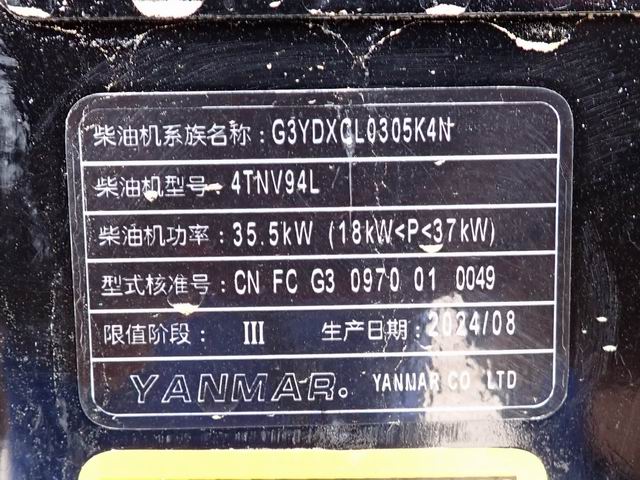 柴油机系族名称：G3YDXCL0305K4N
柴油机型号：4TNV94L
柴油机功率：35.5kW (18kW<P<37kW)
型式核准号：CN FC G3 0970 01 0049
限值阶段： III 生产日期：2024/08
YANMAR. YANMAR CO LTD